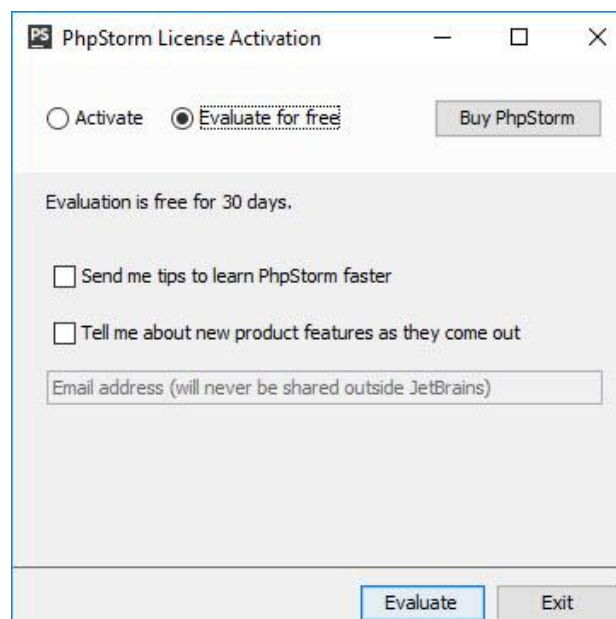 PS PhpStorm License Activation
Activate Evaluate for free Buy PhpStorm
Evaluation is free for 30 days.
Send me tips to learn PhpStorm faster
Tell me about new product features as they come out
Email address (will never be shared outside JetBrains)
Evaluate Exit